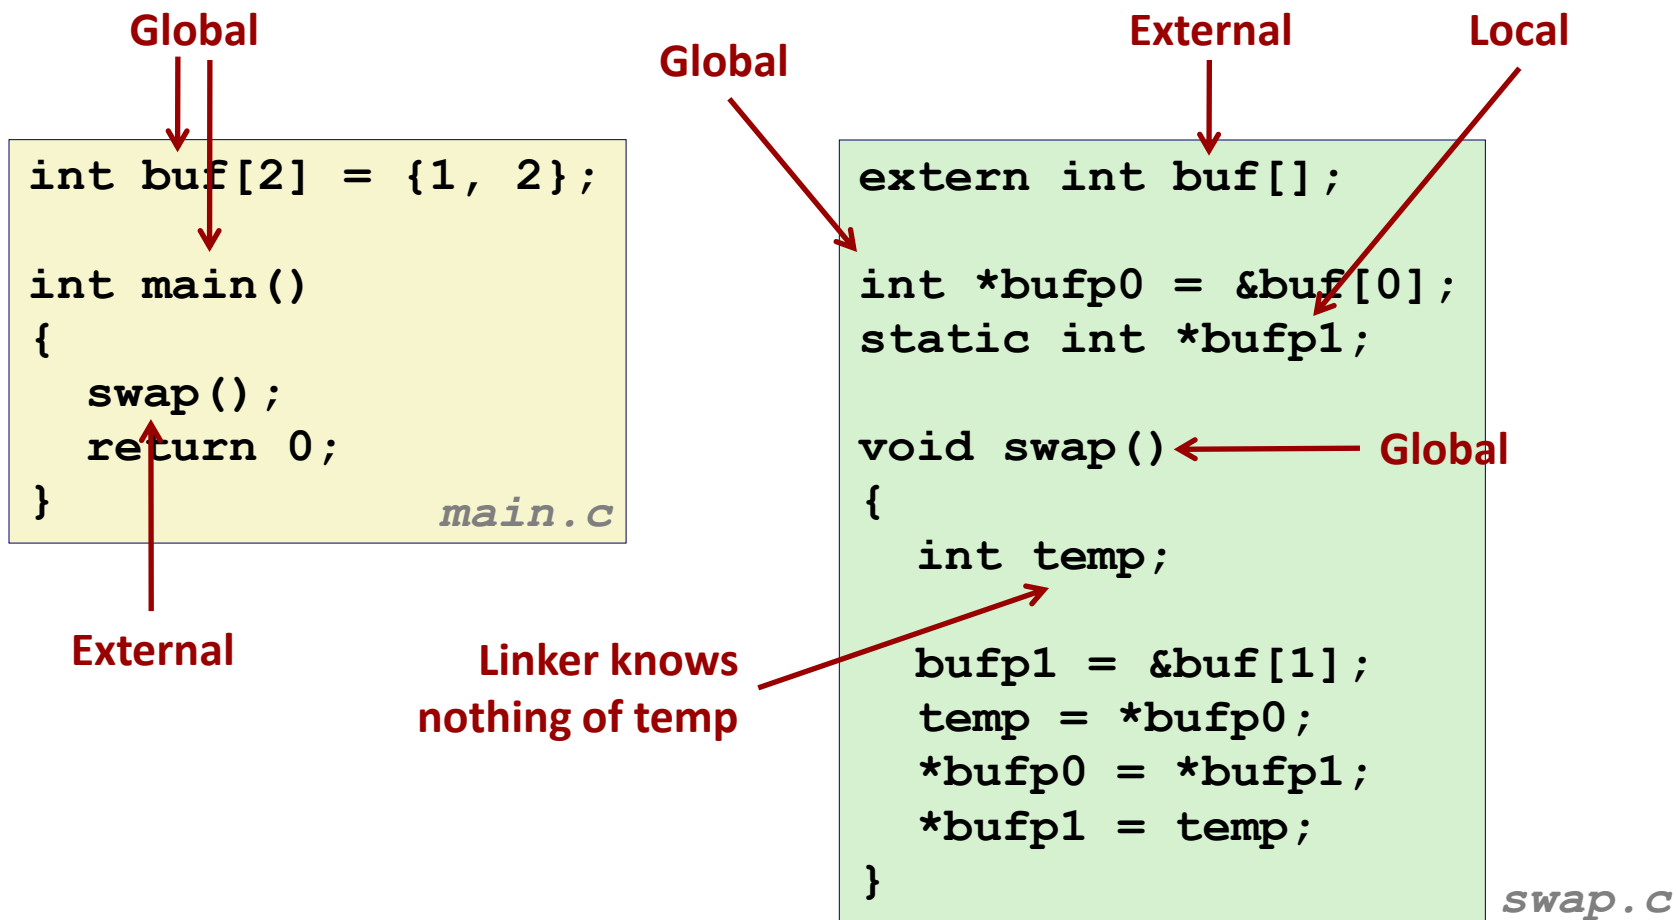 Global
int buf[2] = {1, 2};
int main()
{
  swap();
  return 0;
}
main.c
External
Global
External
Local
extern int buf[];
int *bufp0 = &buf[0];
static int *bufp1;
void swap()
Global
{
  int temp;
Linker knows
nothing of temp
  bufp1 = &buf[1];
  temp = *bufp0;
  *bufp0 = *bufp1;
  *bufp1 = temp;
}
swap.c